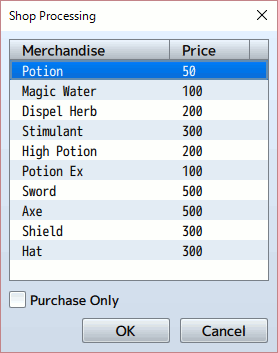 Shop Processing
Merchandise Price
Potion 50
Magic Water 100
Dispel Herb 200
Stimulant 300
High Potion 200
Potion Ex 100
Sword 500
Axe 500
Shield 300
Hat 300
Purchase Only
OK Cancel